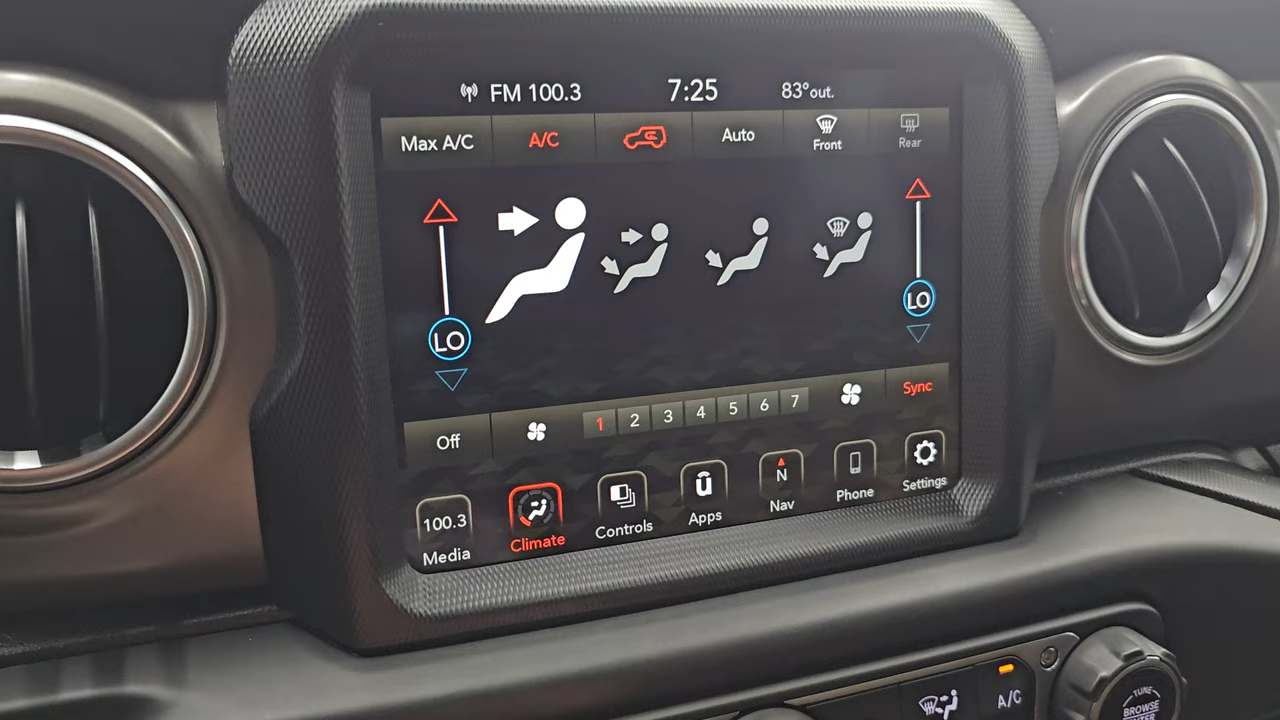 FM 100.3 7:25 83°out.
Max A/C A/C Auto Front Rear
LO LO
Off 1 2 3 4 5 6 7 Sync
100.3 N
Media Climate Controls Apps Nav Phone Settings
A/C
TUNE
BROWSE